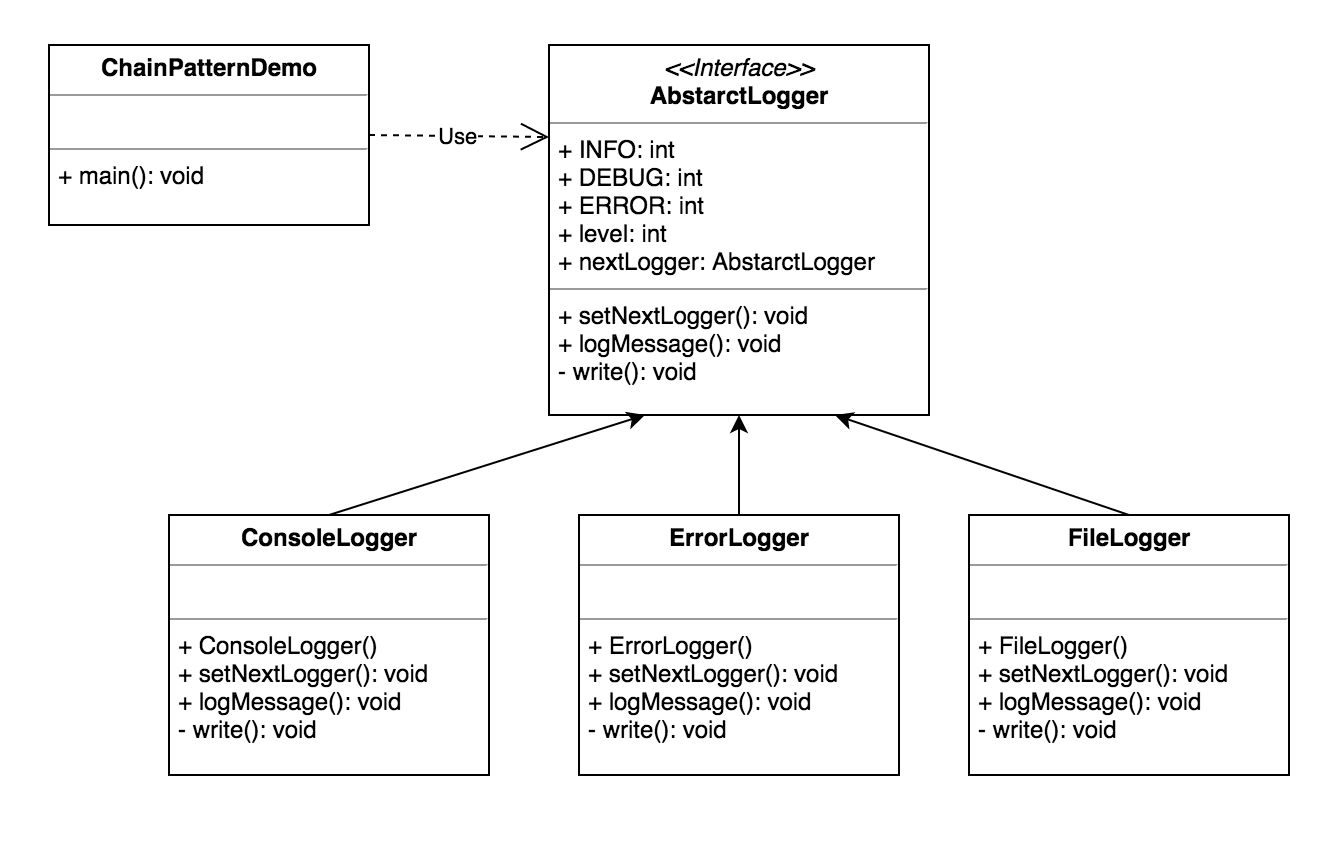 ChainPatternDemo
+ main(): void
Use
<<Interface>>
AbstarctLogger
+ INFO: int
+ DEBUG: int
+ ERROR: int
+ level: int
+ nextLogger: AbstarctLogger
+ setNextLogger(): void
+ logMessage(): void
- write(): void
ConsoleLogger
+ ConsoleLogger()
+ setNextLogger(): void
+ logMessage(): void
- write(): void
ErrorLogger
+ ErrorLogger()
+ setNextLogger(): void
+ logMessage(): void
- write(): void
FileLogger
+ FileLogger()
+ setNextLogger(): void
+ logMessage(): void
- write(): void